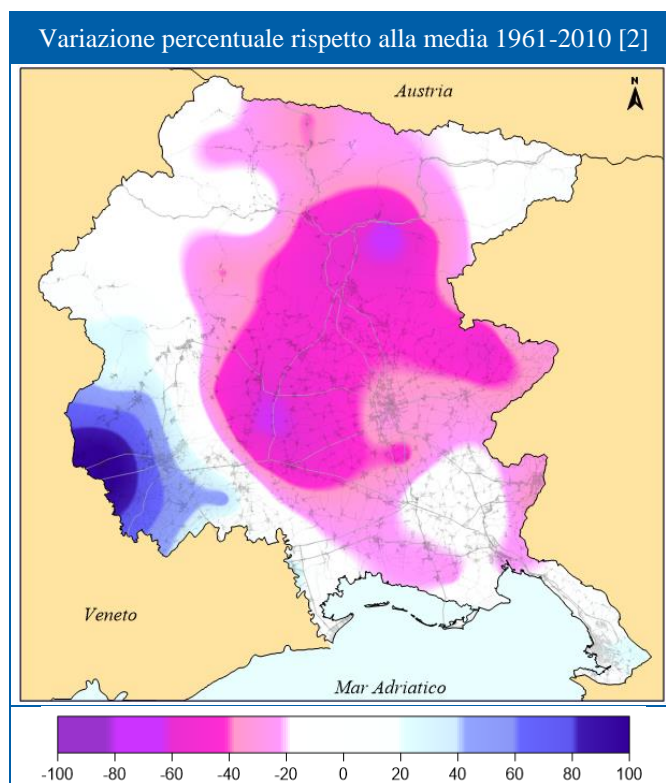 Variazione percentuale rispetto alla media 1961-2010 [2]
Austria
N
Veneto
Mar Adriatico
-100 -80 -60 -40 -20 0 20 40 60 80 100